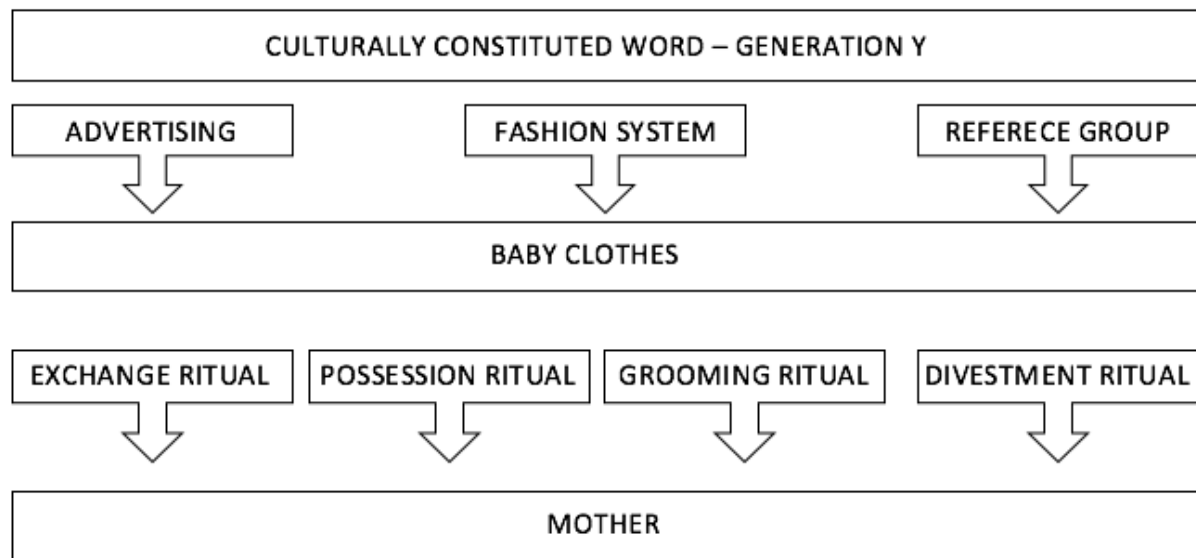 CULTURALLY CONSTITUTED WORD – GENERATION Y
ADVERTISING
FASHION SYSTEM
REFERECE GROUP
BABY CLOTHES
EXCHANGE RITUAL
POSSESSION RITUAL
GROOMING RITUAL
DIVESTMENT RITUAL
MOTHER